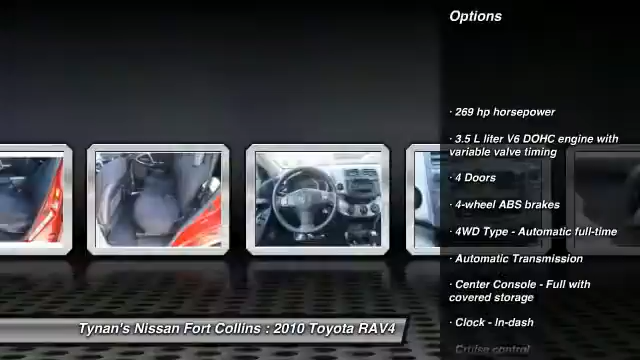 Options
· 269 hp horsepower
· 3.5 L liter V6 DOHC engine with
variable valve timing
· 4 Doors
· 4-wheel ABS brakes
· 4WD Type - Automatic full-time
· Automatic Transmission
· Center Console - Full with
covered storage
· Clock - In-dash
· Cruise control
Tynan's Nissan Fort Collins : 2010 Toyota RAV4